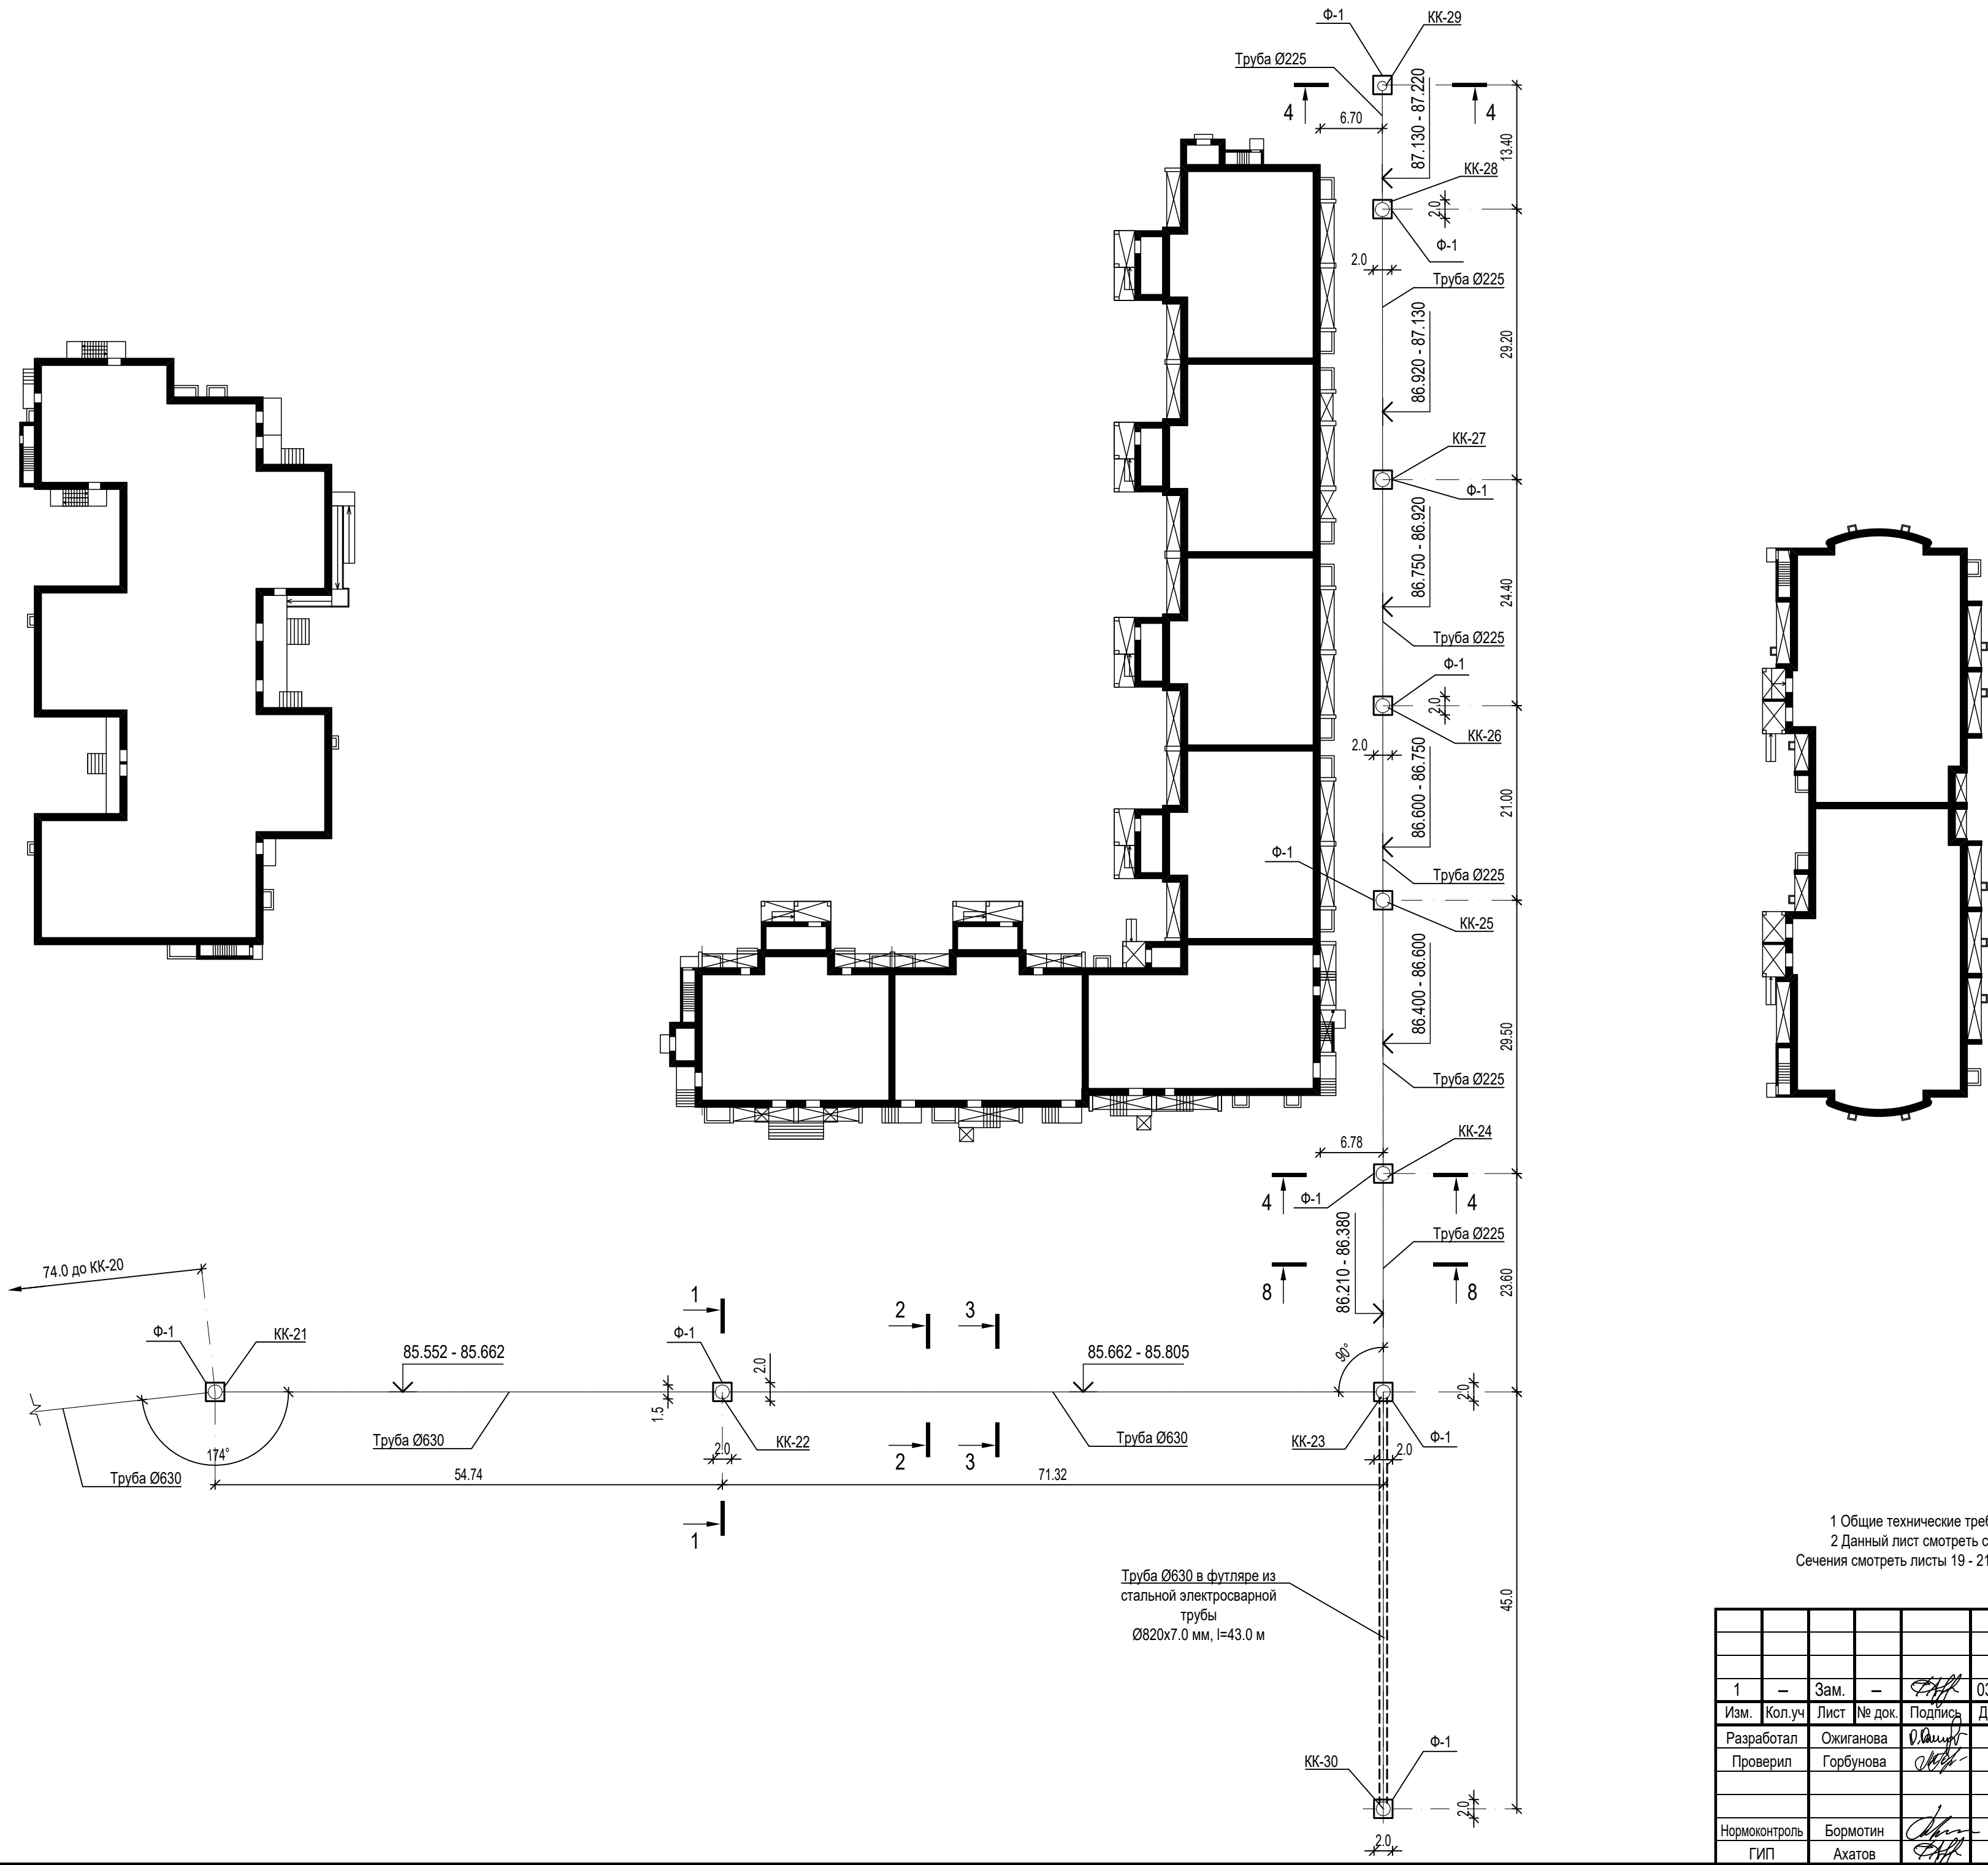 Ф-1
КК-29
Труба Ø225
4
4
6.70
87.130 - 87.220
13.40
КК-28
2.0
Ф-1
2.0
Труба Ø225
86.920 - 87.130
29.20
КК-27
Ф-1
86.750 - 86.920
24.40
Труба Ø225
Ф-1
2.0
КК-26
2.0
86.600 - 86.750
21.00
Ф-1
Труба Ø225
КК-25
86.400 - 86.600
29.50
Труба Ø225
6.78
КК-24
4
Ф-1
4
86.210 - 86.380
Труба Ø225
8
8
23.60
74.0 до КК-20
Ф-1
КК-21
85.552 - 85.662
1
Ф-1
2.0
2
3
85.662 - 85.805
90°
2.0
1.5
174°
Труба Ø630
Труба Ø630
2.0
КК-22
2
3
Труба Ø630
КК-23
Ф-1
2.0
54.74
71.32
1
45.0
Труба Ø630 в футляре из
стальной электросварной
трубы
Ø820х7.0 мм, l=43.0 м
КК-30
Ф-1
2.0
2.0
1 Общие технические
2 Данный лист смотреть
Сечения смотреть листы 19 - 21
1 – Зам. – 03
Изм. Кол.уч Лист № док. Подпись
Разработал Ожиганова
Проверил Горбунова
Нормоконтроль Бормотин
ГИП Ахатов